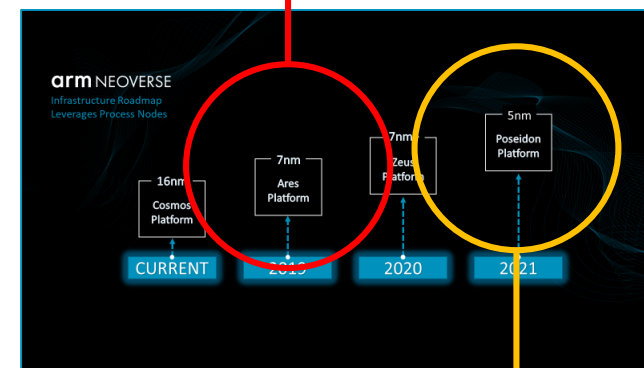 arm NEOVERSE
Infrastructure Roadmap
Leverages Process Nodes
5nm
Poseidon
Platform
7nm
Zeus
Platform
7nm
Ares
Platform
16nm
Cosmos
Platform
CURRENT
2019
2020
2021